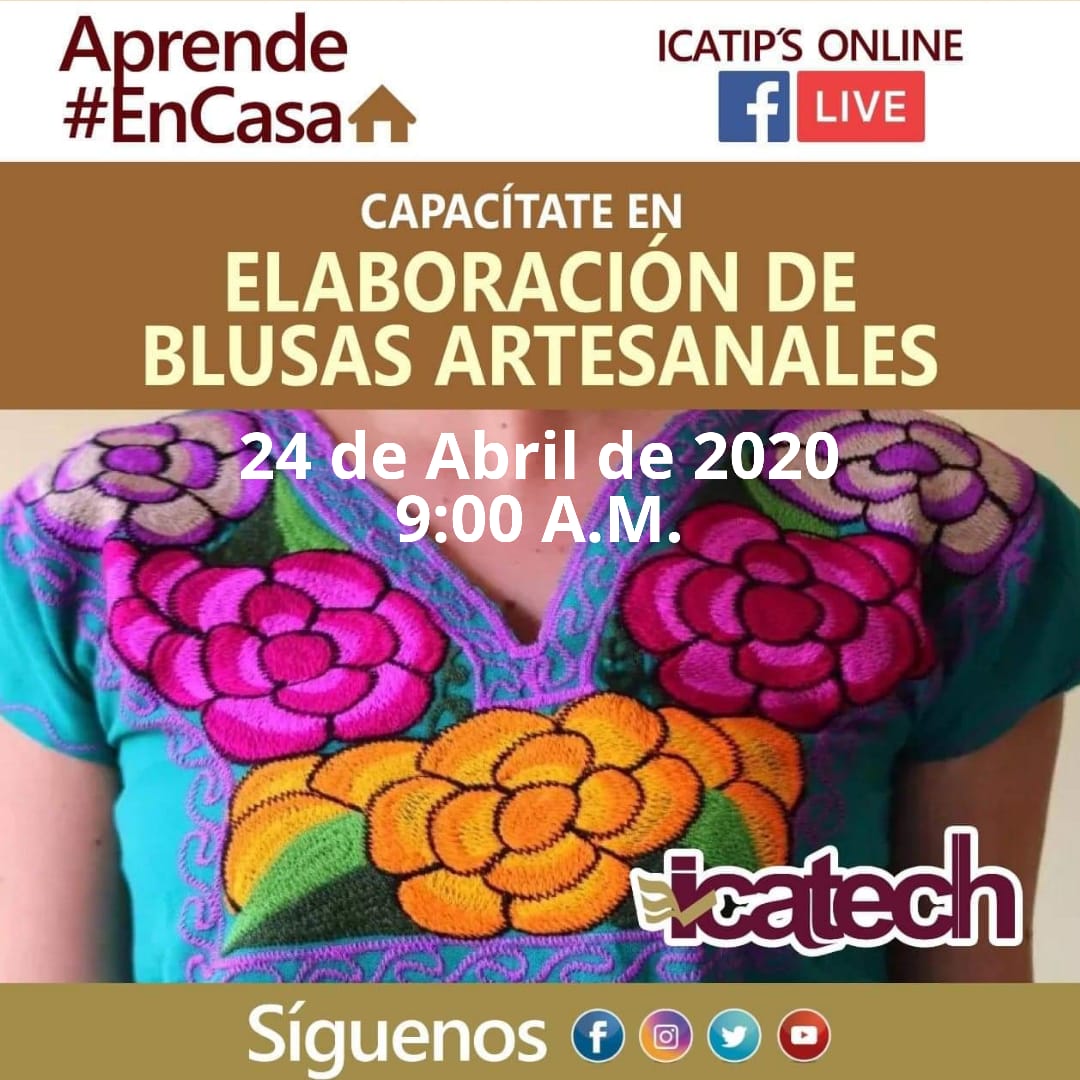 Aprende
#EnCasa
ICATIP'S ONLINE
f LIVE
CAPACÍTATE EN
ELABORACIÓN DE
BLUSAS ARTESANALES
24 de Abril de 2020
9:00 A.M.
icatech
Síguenos